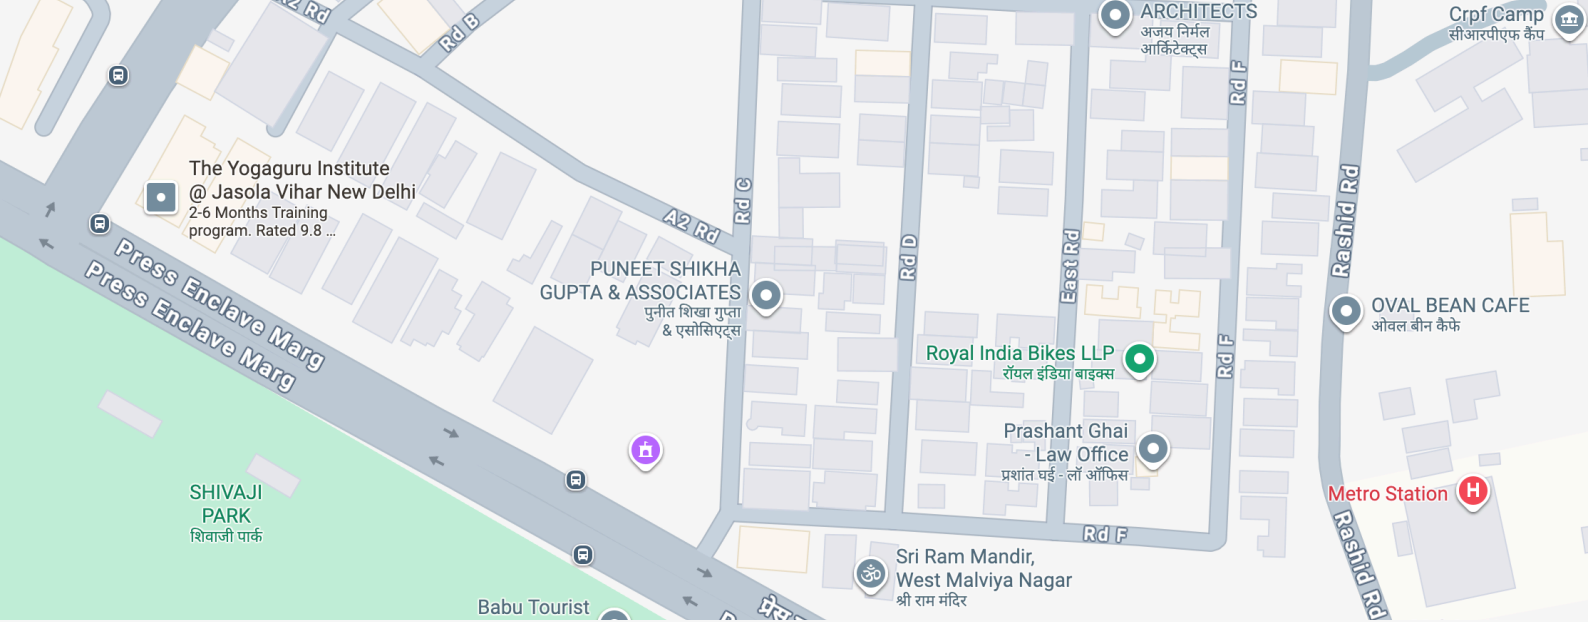 A2 Rd
Rd B
ARCHITECTS
अजय निर्मल
आर्किटेक्ट्स
Crpf Camp
सीआरपीएफ कैंप
Rd F
The Yogaguru Institute
@ Jasola Vihar New Delhi
2-6 Months Training
program. Rated 9.8 ...
Rd C
A2 Rd
Rd D
East Rd
Rashid Rd
Press Enclave Marg
Press Enclave Marg
PUNEET SHIKHA
GUPTA & ASSOCIATES
पुनीत शिखा गुप्ता
& एसोसिएट्स
OVAL BEAN CAFE
ओवल बीन कैफे
Royal India Bikes LLP
रॉयल इंडिया बाइक्स
Rd F
Prashant Ghai
- Law Office
प्रशांत घई - लॉ ऑफिस
SHIVAJI
PARK
शिवाजी पार्क
Metro Station
H
Rd F
Rashid Rd
Sri Ram Mandir,
West Malviya Nagar
श्री राम मंदिर
ॐ
Babu Tourist
प्रेस